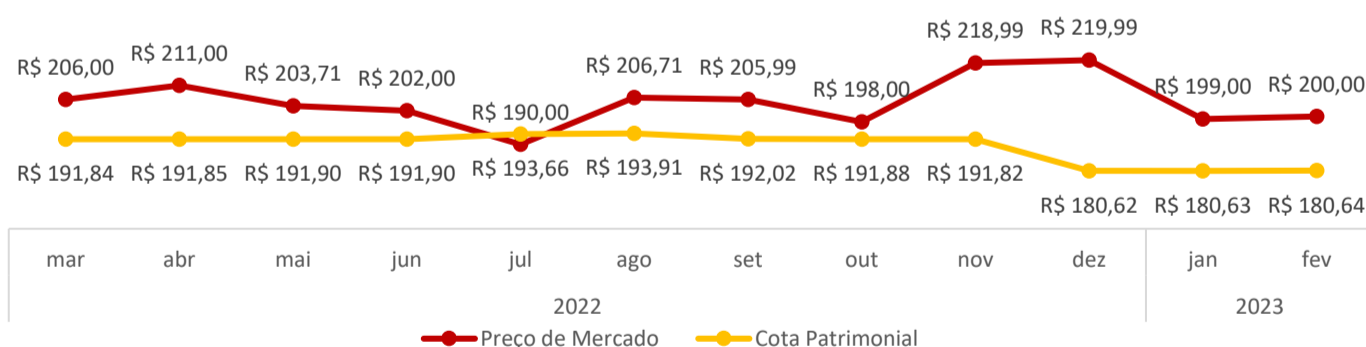 R$ 206,00 R$ 211,00 R$ 203,71 R$ 202,00 R$ 190,00 R$ 206,71 R$ 205,99 R$ 198,00 R$ 218,99 R$ 219,99 R$ 199,00 R$ 200,00
R$ 191,84 R$ 191,85 R$ 191,90 R$ 191,90 R$ 193,66 R$ 193,91 R$ 192,02 R$ 191,88 R$ 191,82 R$ 180,62 R$ 180,63 R$ 180,64
mar abr mai jun jul ago set out nov dez jan fev
2022 2023
Preço de Mercado Cota Patrimonial